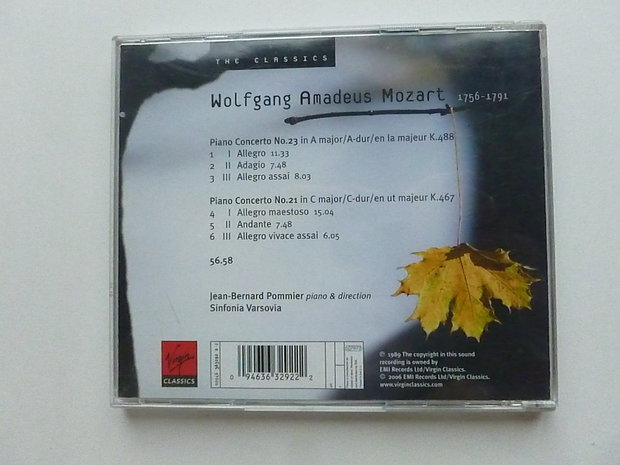 THE CLASSICS
Wolfgang Amadeus Mozart 1756-1791
Piano Concerto No.23 in A major/A-dur/en la majeur K.488
1 I Allegro 11.33
2 II Adagio 7.48
3 III Allegro assai 8.03
Piano Concerto No.21 in C major/C-dur/en ut majeur K.467
4 I Allegro maestoso 15.04
5 II Andante 7.48
6 III Allegro vivace assai 6.05
56.58
Jean-Bernard Pommier piano & direction
Sinfonia Varsovia
Virgin
CLASSICS
0 94636 32922 2
℗ 1989 The copyright in this sound
recording is owned by
EMI Records Ltd/Virgin Classics.
© 2006 EMI Records Ltd/Virgin Classics.
www.virginclassics.com